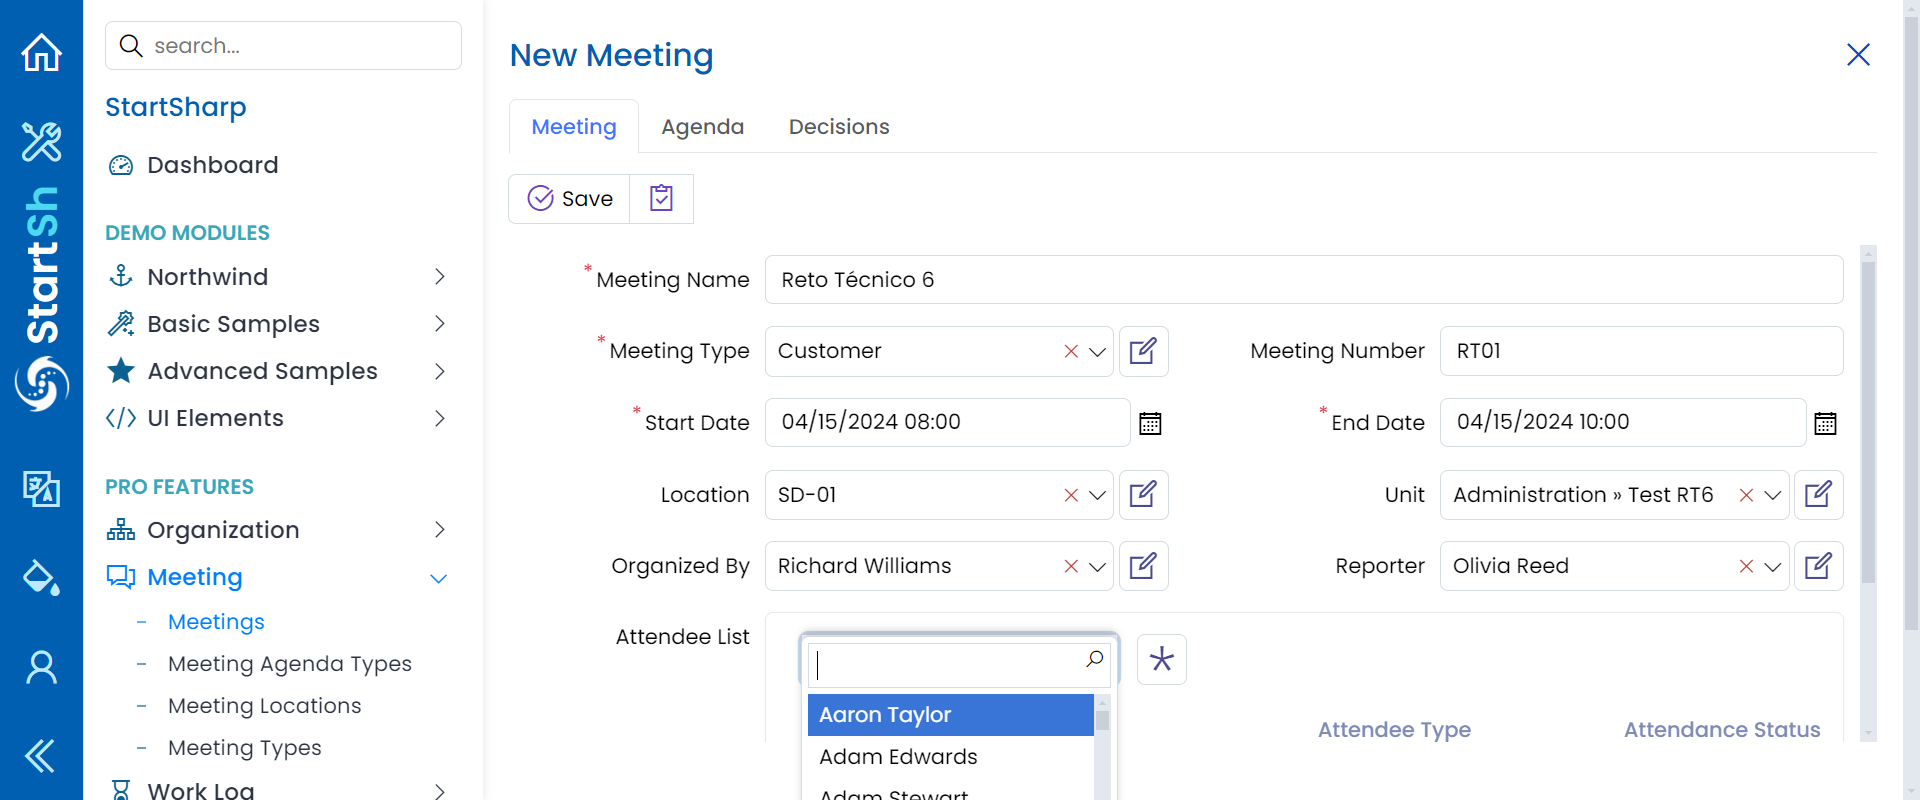 search...
StartSharp
Dashboard
DEMO MODULES
Northwind
Basic Samples
Advanced Samples
UI Elements
PRO FEATURES
Organization
Meeting
- Meetings
- Meeting Agenda Types
- Meeting Locations
- Meeting Types
Work Log
StartSh
New Meeting
Meeting Agenda Decisions
Save
*Meeting Name Reto Técnico 6
*Meeting Type Customer Meeting Number RT01
*Start Date 04/15/2024 08:00 *End Date 04/15/2024 10:00
Location SD-01 Unit Administration » Test RT6
Organized By Richard Williams Reporter Olivia Reed
Attendee List
Aaron Taylor
Attendee Type Attendance Status
Adam Edwards
Adam Stewart